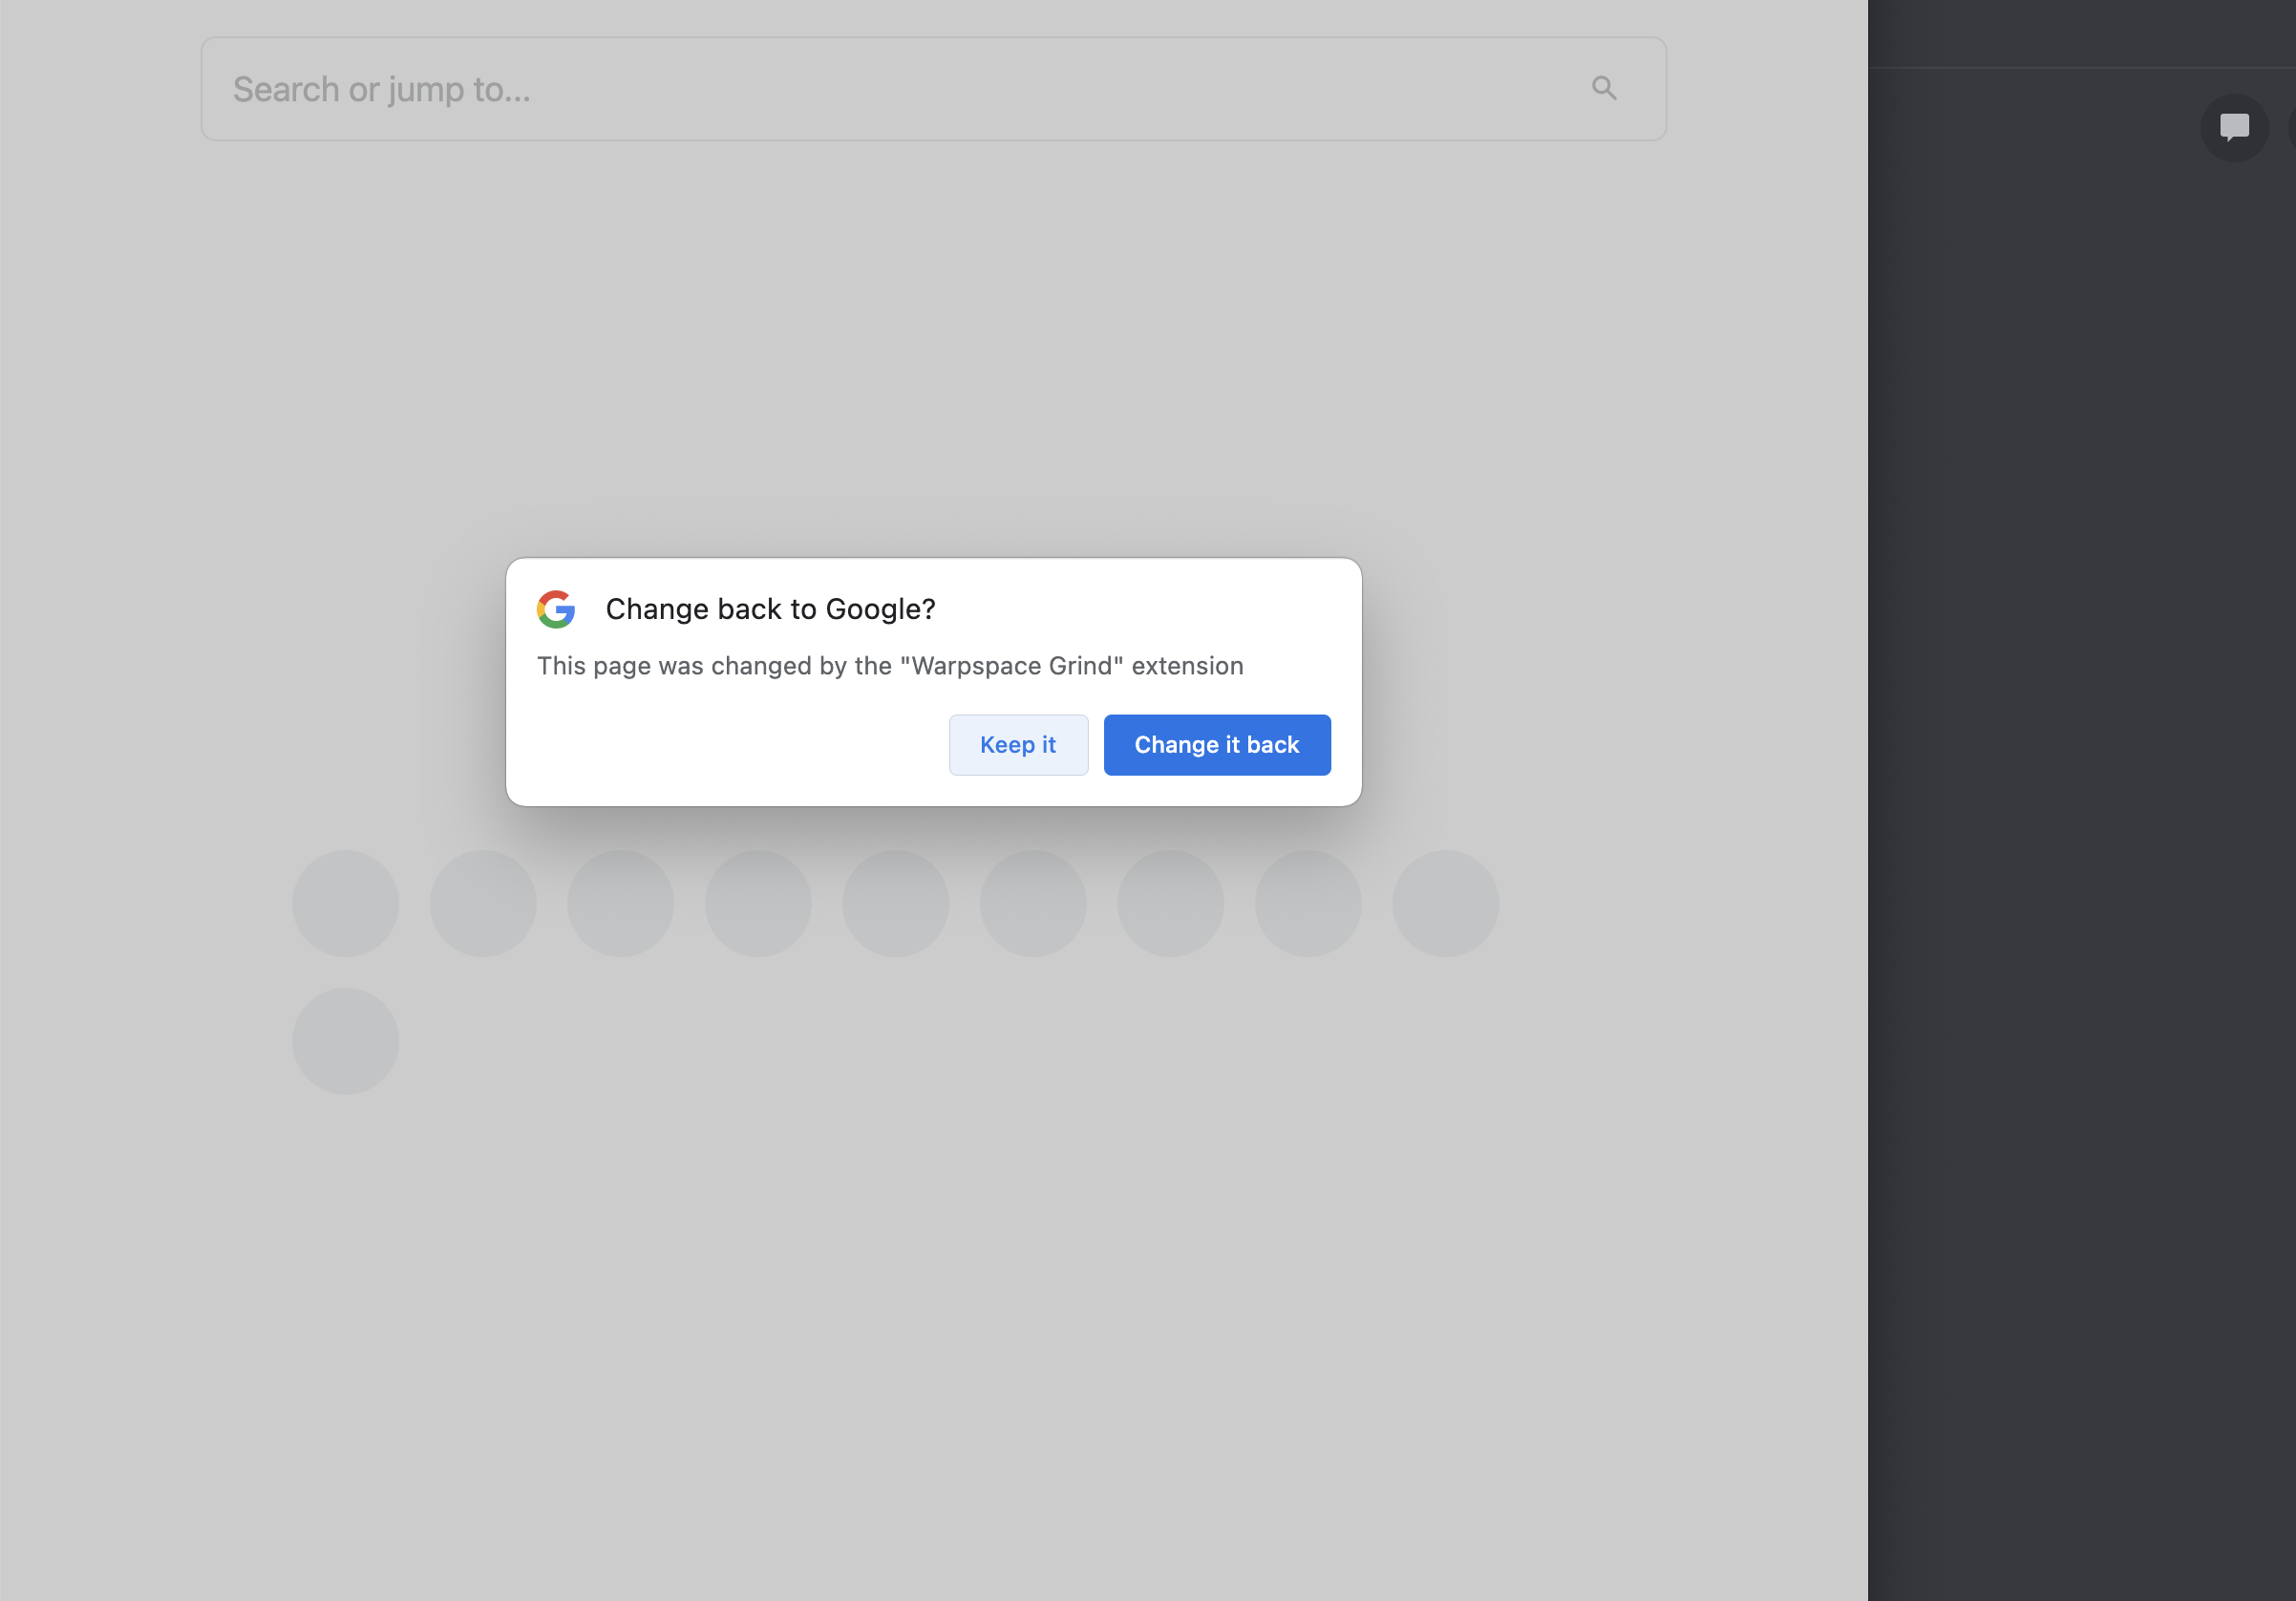 Search or jump to...
Change back to Google?
This page was changed by the "Warpspace Grind" extension
Keep it
Change it back